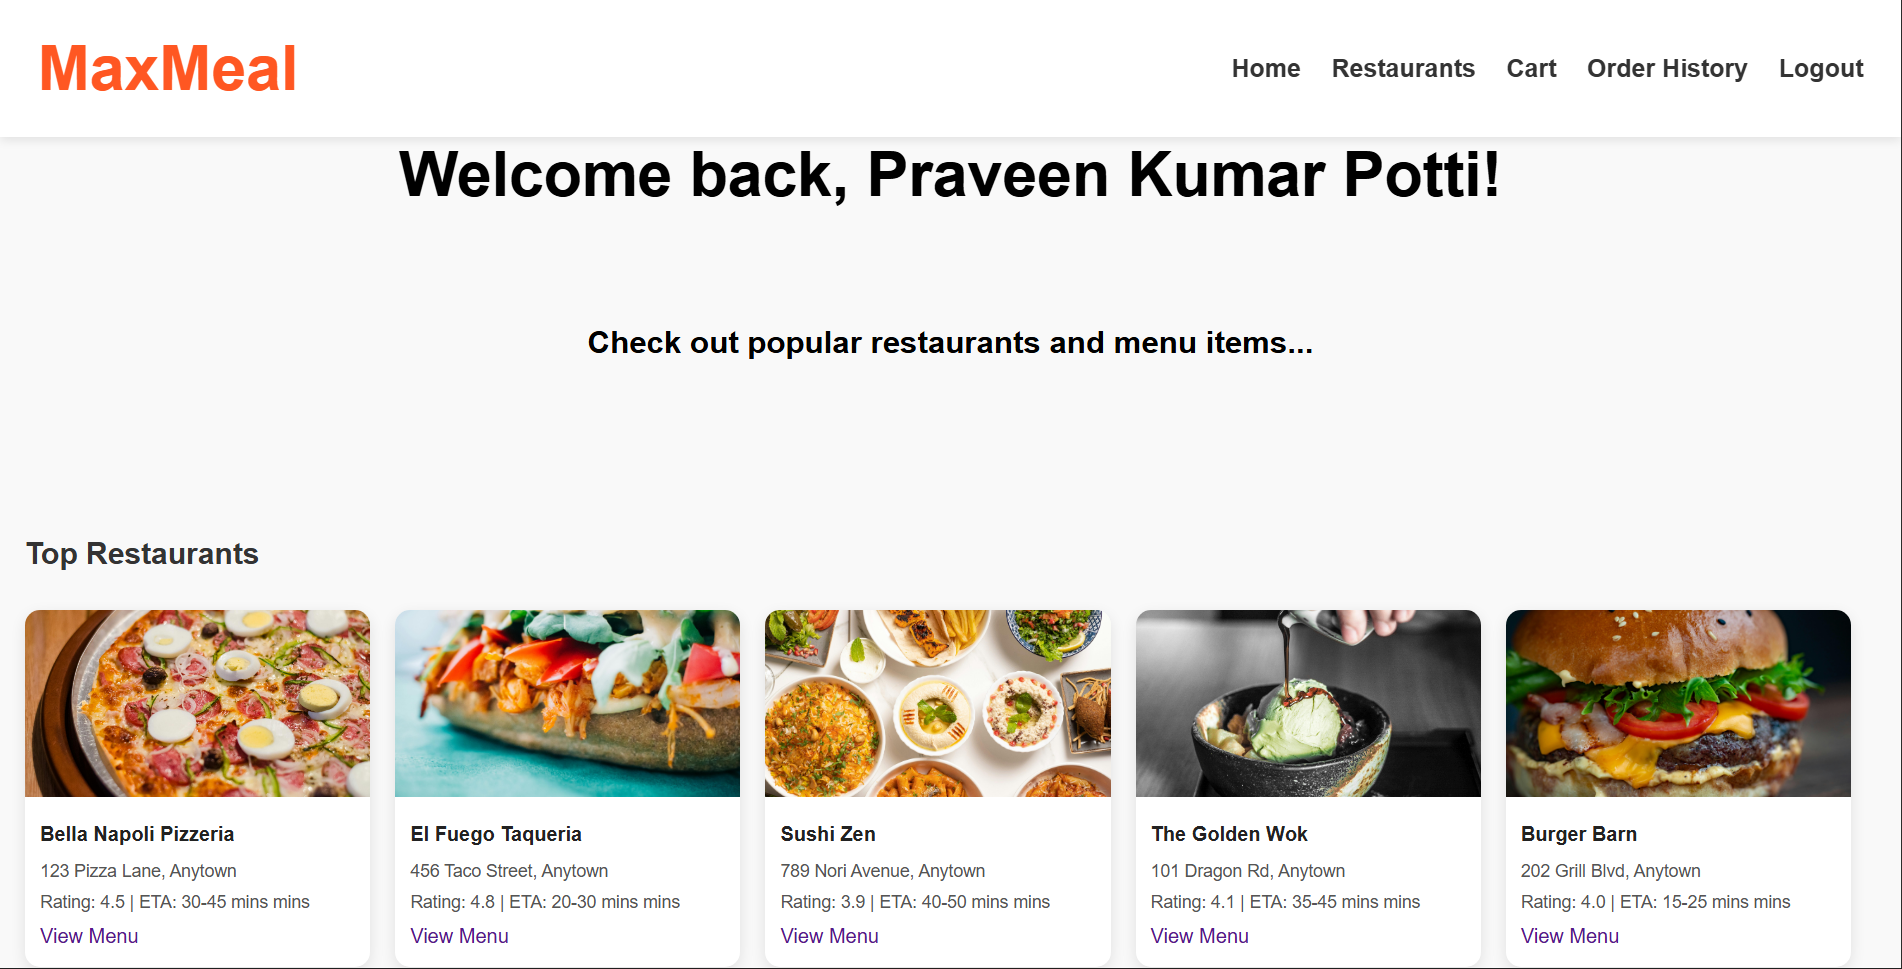 MaxMeal
Home Restaurants Cart Order History Logout
Welcome back, Praveen Kumar Potti!
Check out popular restaurants and menu items...
Top Restaurants
Bella Napoli Pizzeria
123 Pizza Lane, Anytown
Rating: 4.5 | ETA: 30-45 mins mins
View Menu
El Fuego Taqueria
456 Taco Street, Anytown
Rating: 4.8 | ETA: 20-30 mins mins
View Menu
Sushi Zen
789 Nori Avenue, Anytown
Rating: 3.9 | ETA: 40-50 mins mins
View Menu
The Golden Wok
101 Dragon Rd, Anytown
Rating: 4.1 | ETA: 35-45 mins mins
View Menu
Burger Barn
202 Grill Blvd, Anytown
Rating: 4.0 | ETA: 15-25 mins mins
View Menu